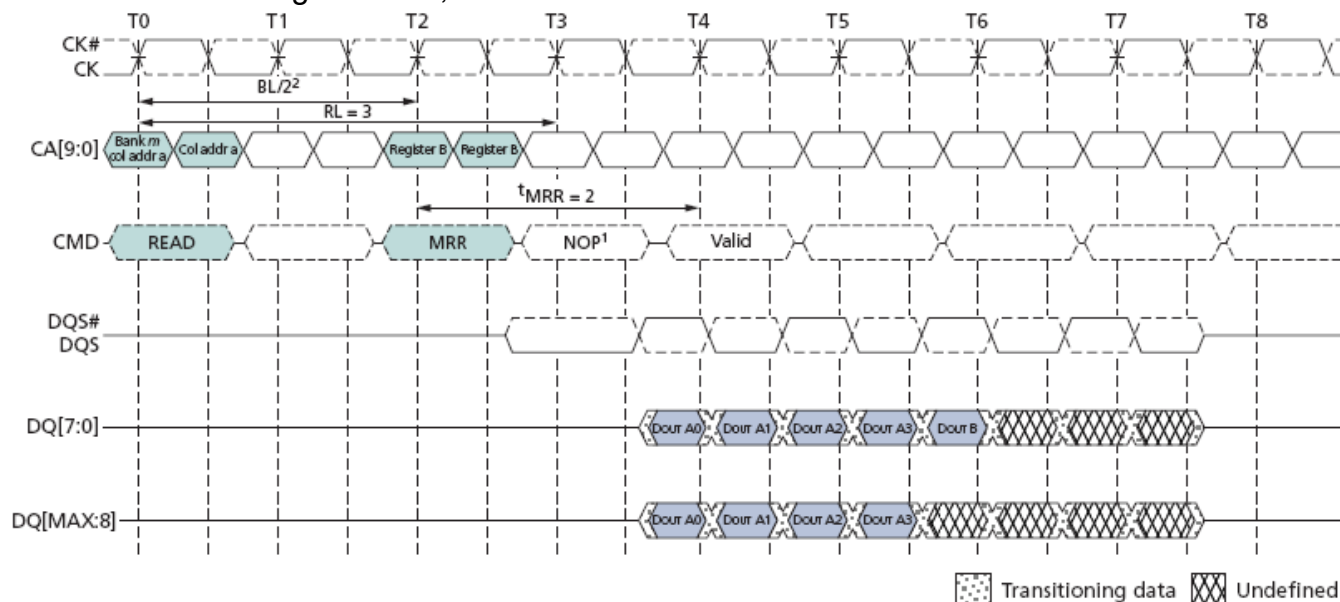 T0 T1 T2 T3 T4 T5 T6 T7 T8
CK#
CK
BL/2²
RL = 3
CA[9:0] Bank m col addr a Col addr a Register B Register B
tMRR = 2
CMD READ MRR NOP¹ Valid
DQS#
DQS
DQ[7:0] DOUT A0 DOUT A1 DOUT A2 DOUT A3 DOUT B
DQ[MAX:8] DOUT A0 DOUT A1 DOUT A2 DOUT A3
Transitioning data Undefined